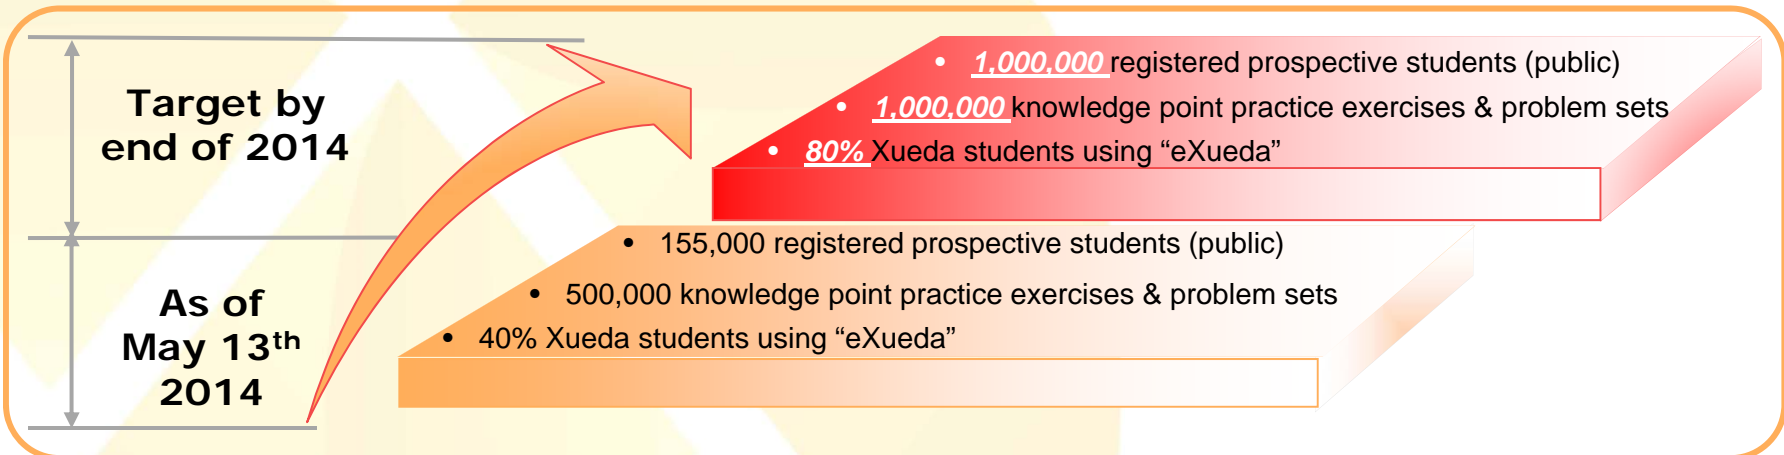 Target by
end of 2014
• 1,000,000 registered prospective students (public)
• 1,000,000 knowledge point practice exercises & problem sets
• 80% Xueda students using “eXueda”
As of
May 13th
2014
• 155,000 registered prospective students (public)
• 500,000 knowledge point practice exercises & problem sets
• 40% Xueda students using “eXueda”